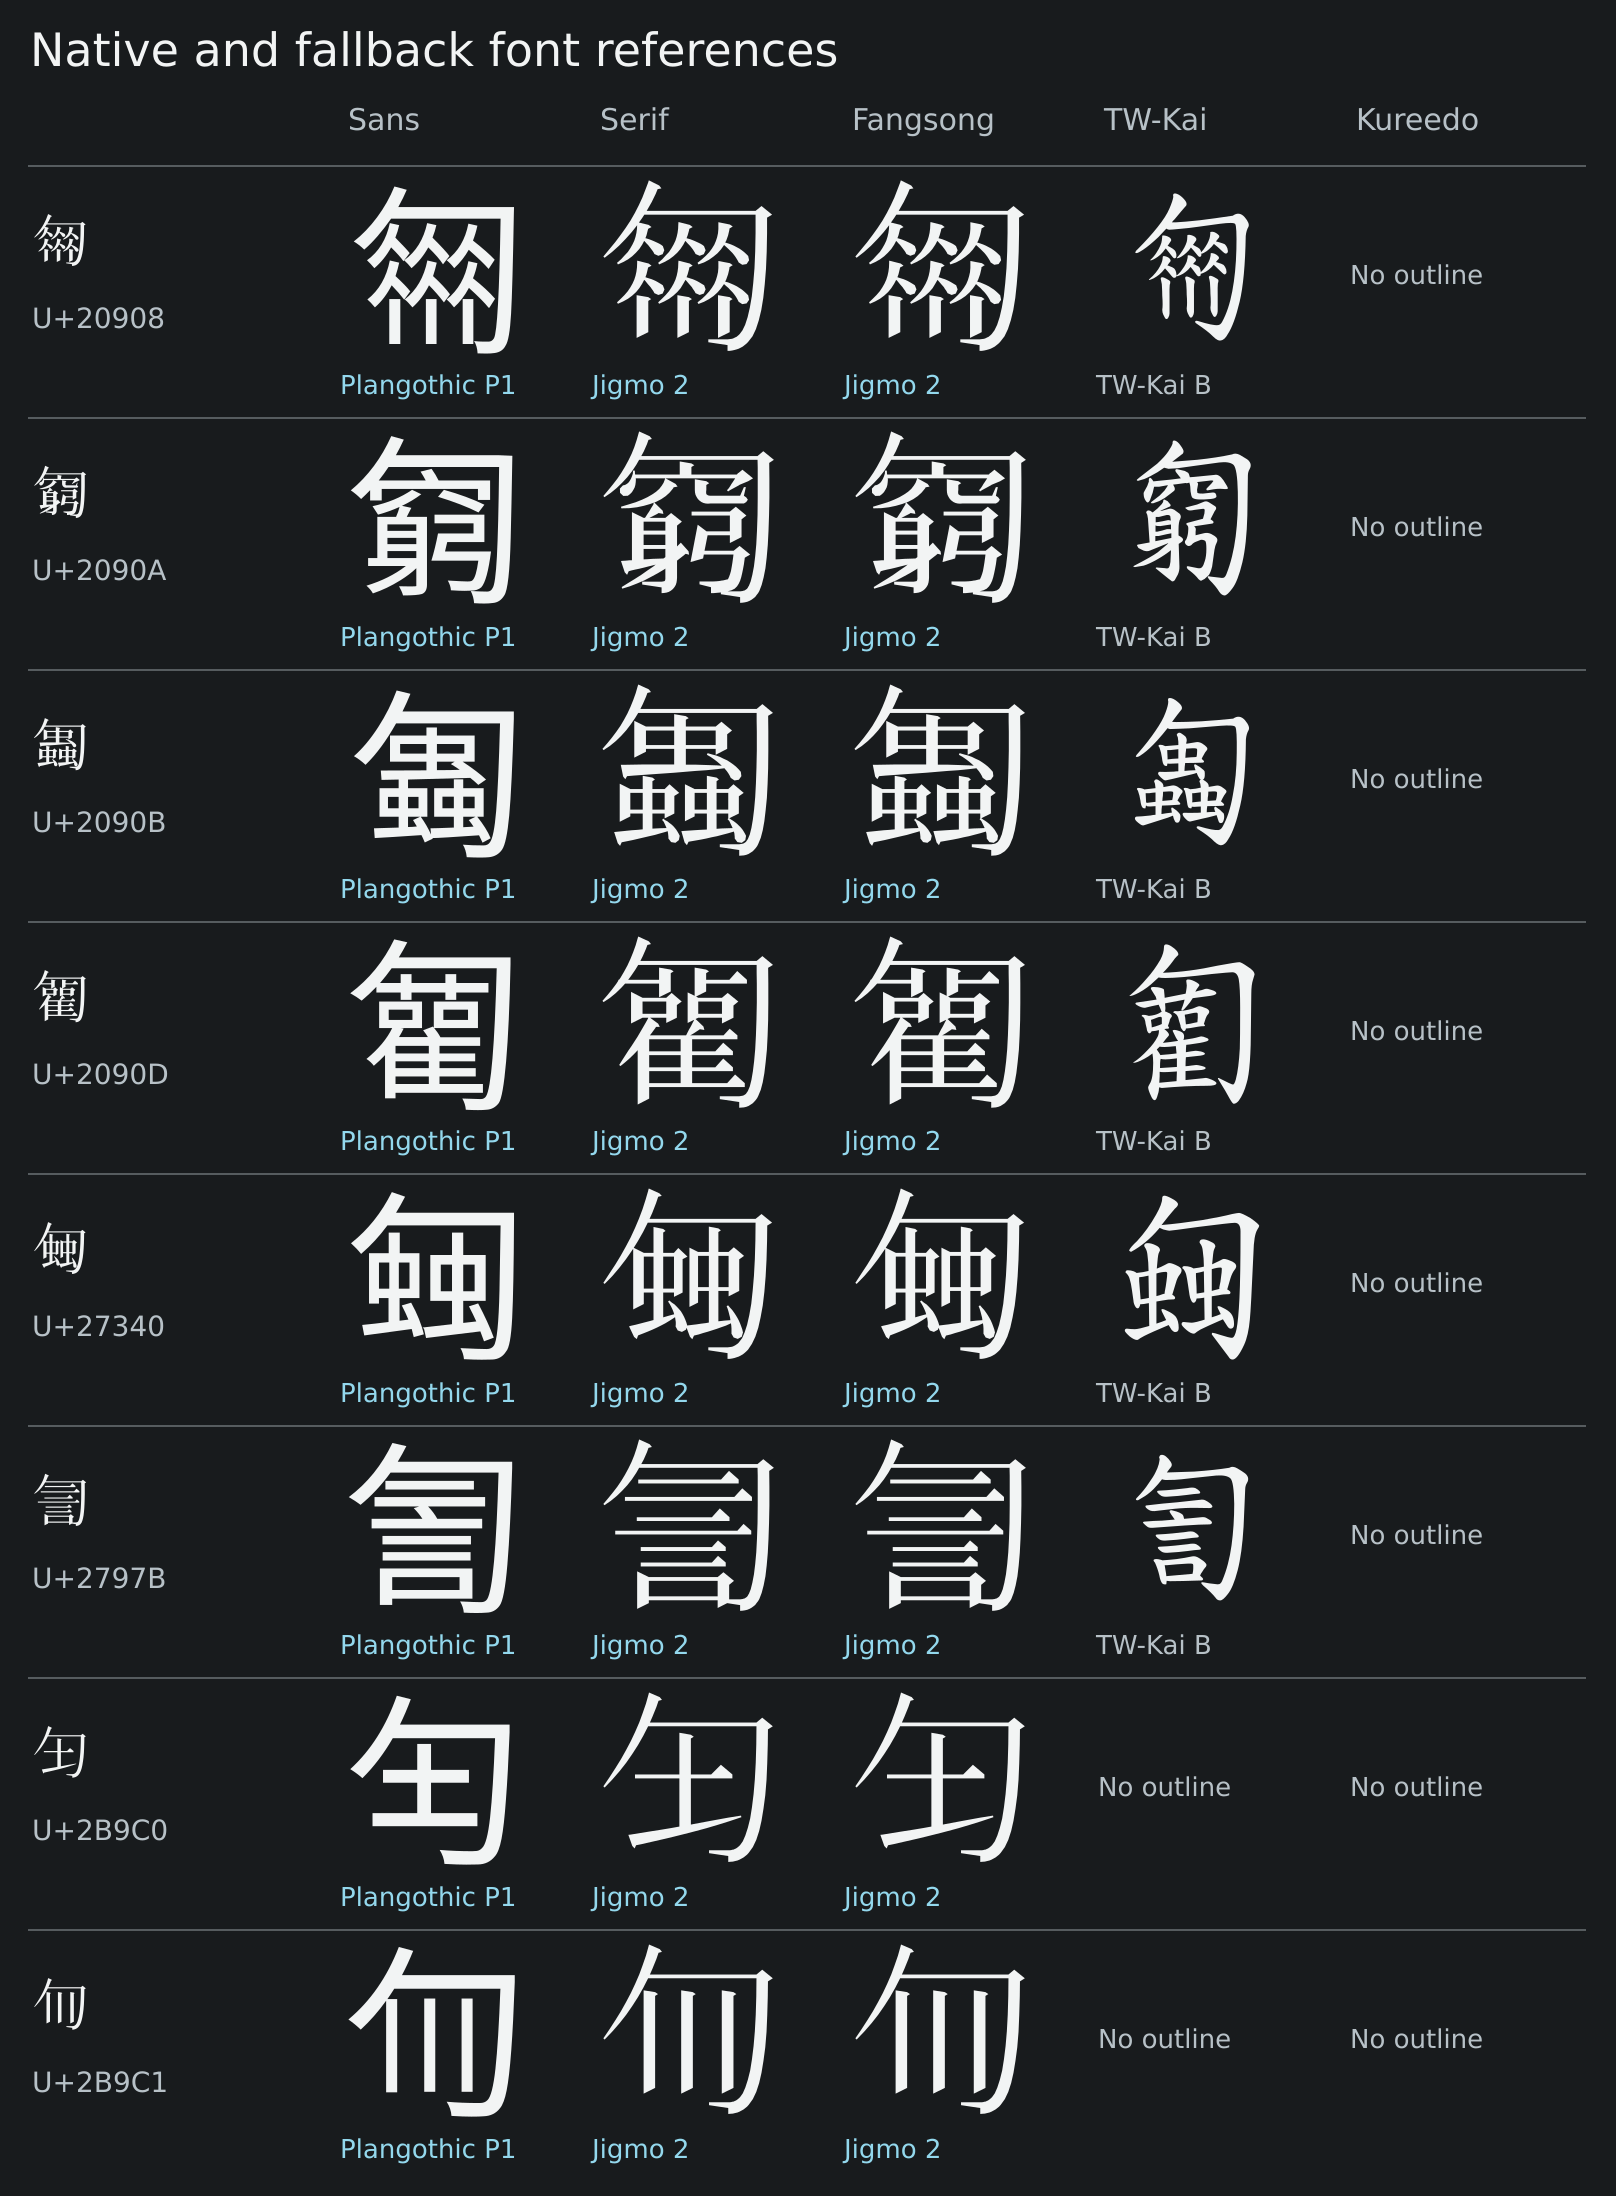 Native and fallback font references
Sans Serif Fangsong TW-Kai Kureedo
𠤈 𠤈 𠤈 𠤈 𠤈 No outline
U+20908
Plangothic P1 Jigmo 2 Jigmo 2 TW-Kai B
𠤊 𠤊 𠤊 𠤊 𠤊 No outline
U+2090A
Plangothic P1 Jigmo 2 Jigmo 2 TW-Kai B
𠤋 𠤋 𠤋 𠤋 𠤋 No outline
U+2090B
Plangothic P1 Jigmo 2 Jigmo 2 TW-Kai B
𠤍 𠤍 𠤍 𠤍 𠤍 No outline
U+2090D
Plangothic P1 Jigmo 2 Jigmo 2 TW-Kai B
𧍀 𧍀 𧍀 𧍀 𧍀 No outline
U+27340
Plangothic P1 Jigmo 2 Jigmo 2 TW-Kai B
𧥻 𧥻 𧥻 𧥻 𧥻 No outline
U+2797B
Plangothic P1 Jigmo 2 Jigmo 2 TW-Kai B
𫧀 𫧀 𫧀 𫧀 No outline No outline
U+2B9C0
Plangothic P1 Jigmo 2 Jigmo 2
𫧁 𫧁 𫧁 𫧁 No outline No outline
U+2B9C1
Plangothic P1 Jigmo 2 Jigmo 2